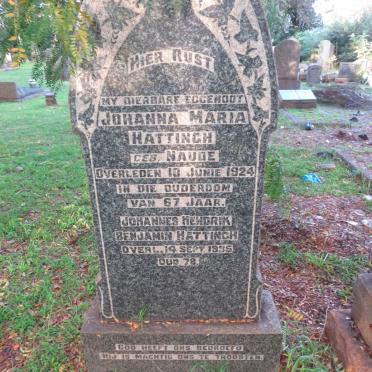 HIER RUST
MY DIERBARE EGGENOOT
JOHANNA MARIA
HATTINGH
GEB. NAUDE
OVERLEDEN 10 JUNIE 1924
IN DIE OUDERDOM
VAN 67 JAAR.
JOHANNES HENDRIK
BENJAMIN HATTINGH
OVERL. 14 SEPT 1935
OUD 78
GOD HEEFT ONS BEDROEFD
HIJ IS MACHTIG ONS TE TROOSTEN